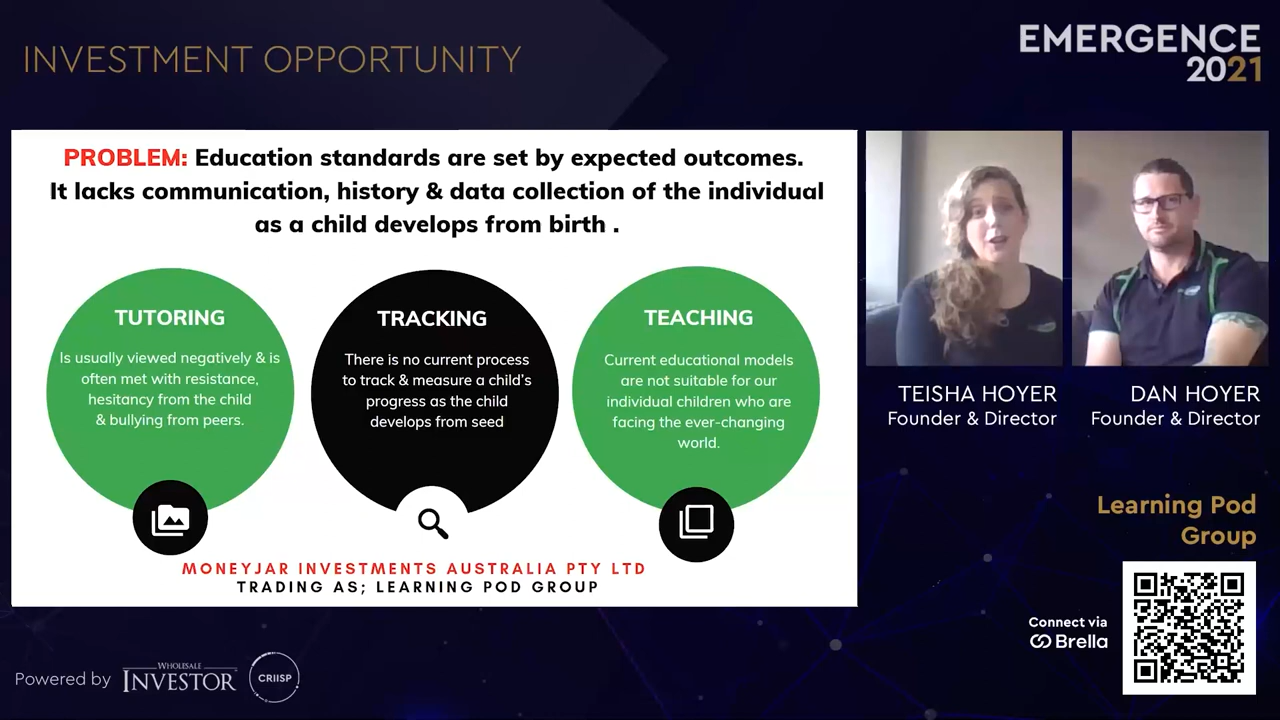 INVESTMENT OPPORTUNITY
EMERGENCE
2021
PROBLEM: Education standards are set by expected outcomes.
It lacks communication, history & data collection of the individual
as a child develops from birth .
TUTORING
Is usually viewed negatively & is
often met with resistance,
hesitancy from the child
& bullying from peers.
TRACKING
There is no current process
to track & measure a child's
progress as the child
develops from seed
TEACHING
Current educational models
are not suitable for our
individual children who are
facing the ever-changing
world.
MONEYJAR INVESTMENTS AUSTRALIA PTY LTD
TRADING AS; LEARNING POD GROUP
TEISHA HOYER
Founder & Director
DAN HOYER
Founder & Director
Learning Pod
Group
Connect via
Brella
Powered by
WHOLESALE
INVESTOR
CRIISP